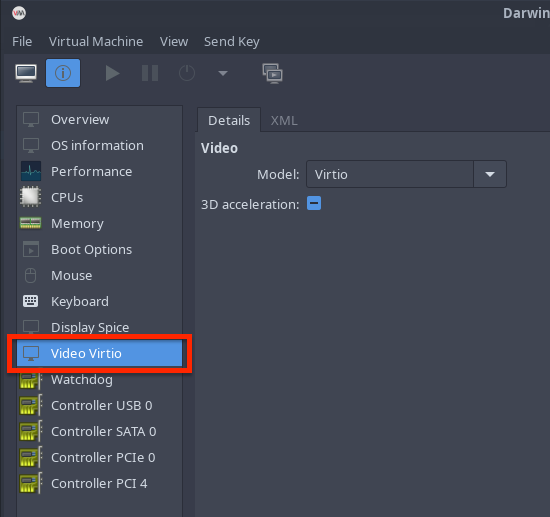 Darwin
File Virtual Machine View Send Key
Overview
OS information
Performance
CPUs
Memory
Boot Options
Mouse
Keyboard
Display Spice
Video Virtio
Watchdog
Controller USB 0
Controller SATA 0
Controller PCIe 0
Controller PCI 4
Details XML
Video
Model: Virtio
3D acceleration: